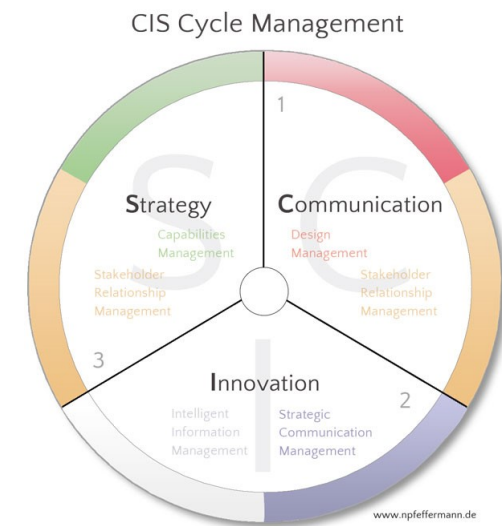 CIS Cycle Management
1
S
Strategy
Capabilities
Management
Stakeholder
Relationship
Management
3
C
Communication
Design
Management
Stakeholder
Relationship
Management
2
I
Innovation
Intelligent
Information
Management
Strategic
Communication
Management
www.npfeffermann.de